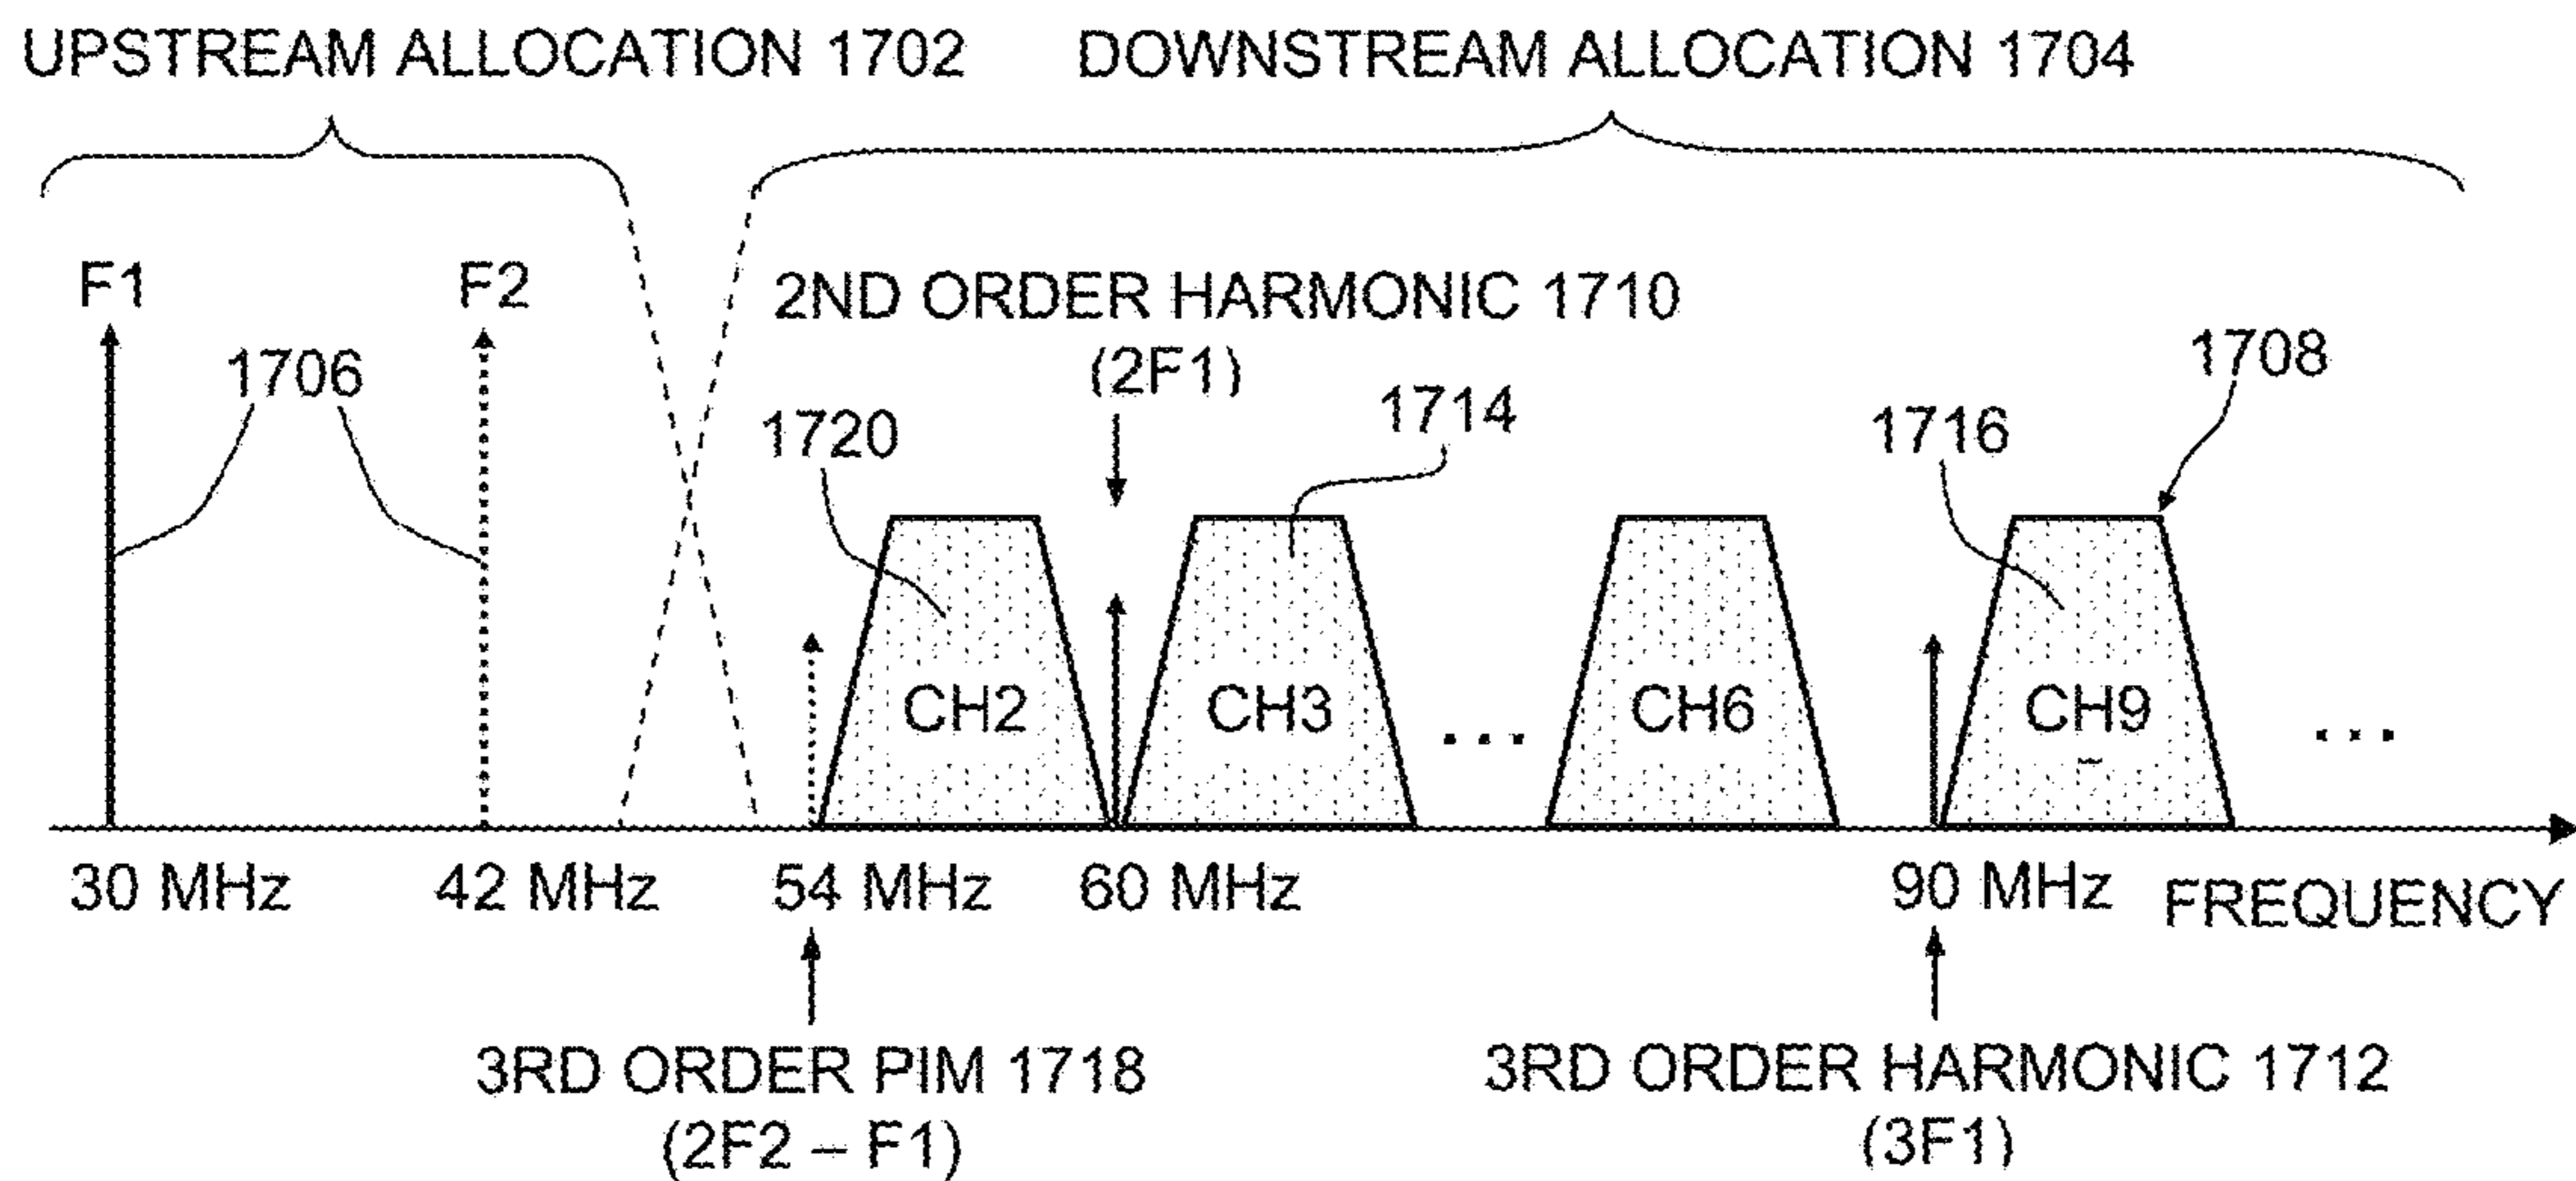 UPSTREAM ALLOCATION 1702
DOWNSTREAM ALLOCATION 1704
F1
F2
2ND ORDER HARMONIC 1710
(2F1)
1706
1708
1714
1720
1716
CH2
CH3
...
CH6
CH9
...
30 MHz
42 MHz
54 MHz
60 MHz
90 MHz
FREQUENCY
3RD ORDER PIM 1718
(2F2 – F1)
3RD ORDER HARMONIC 1712
(3F1)